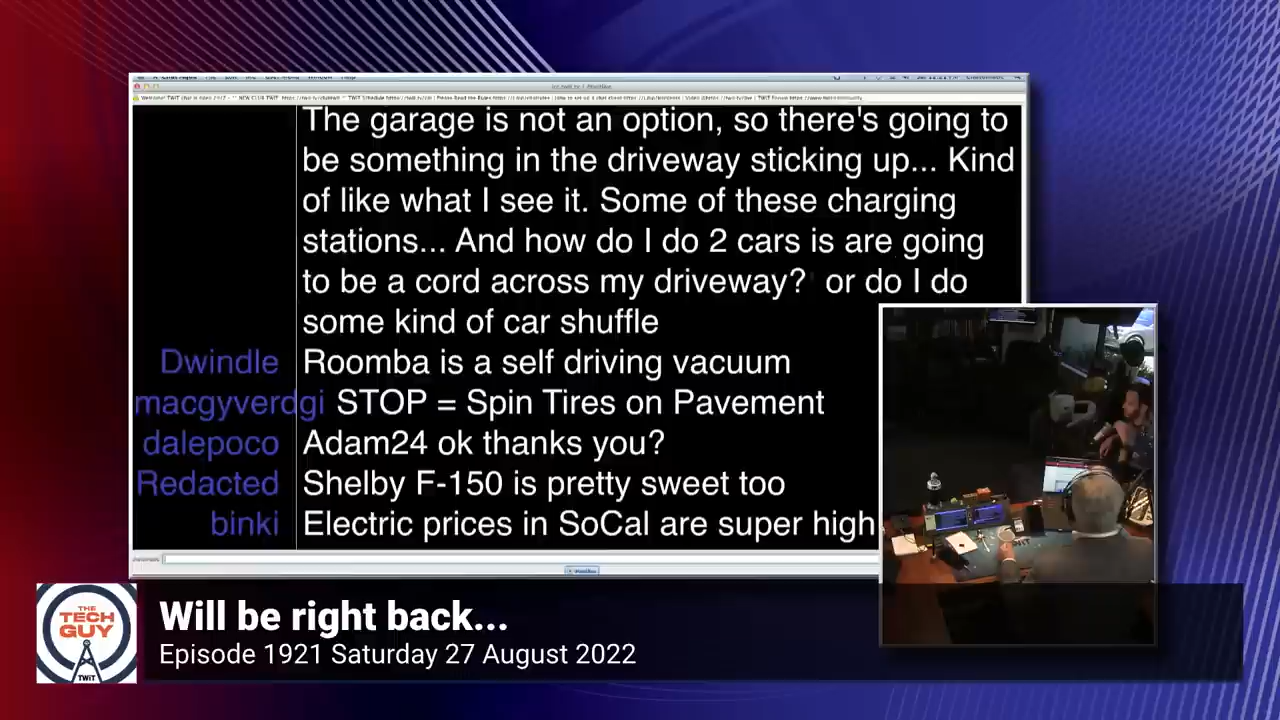 The garage is not an option, so there's going to
be something in the driveway sticking up... Kind
of like what I see it. Some of these charging
stations... And how do I do 2 cars is are going
to be a cord across my driveway?  or do I do
some kind of car shuffle
Dwindle Roomba is a self driving vacuum
macgyverdgi STOP = Spin Tires on Pavement
dalepoco Adam24 ok thanks you?
Redacted Shelby F-150 is pretty sweet too
binki Electric prices in SoCal are super high
THE
TECH
GUY
TWiT
Will be right back...
Episode 1921 Saturday 27 August 2022